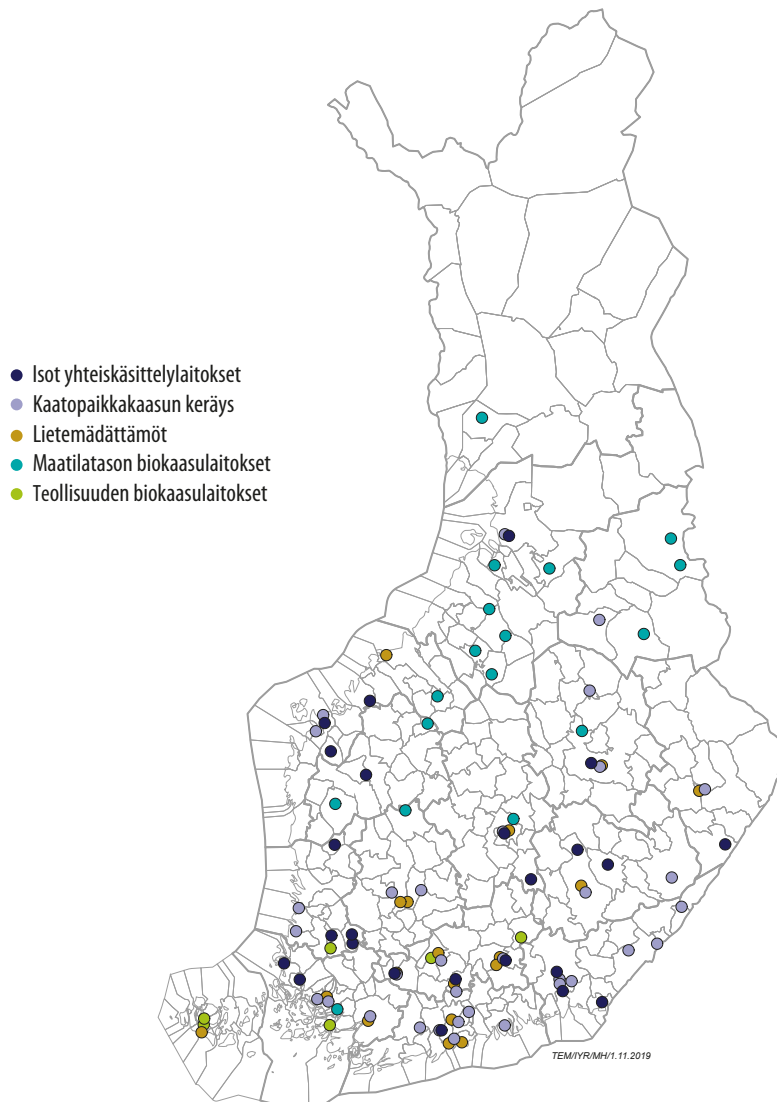 Isot yhteiskäsittelylaitokset
Kaatopaikkakaasun keräys
Lietemädättämöt
Maatilatason biokaasulaitokset
Teollisuuden biokaasulaitokset
TEM/IYR/MH/1.11.2019